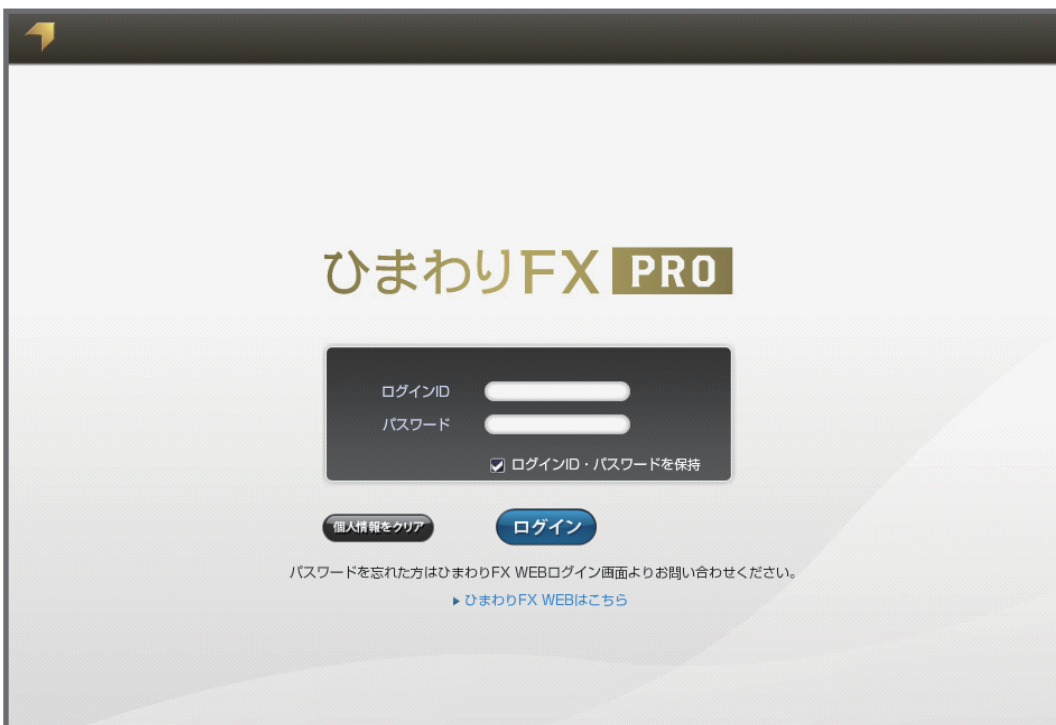 ひまわりFX PRO
ログインID
パスワード
ログインID・パスワードを保持
個人情報をクリア
ログイン
パスワードを忘れた方はひまわりFX WEBログイン画面よりお問い合わせください。
ひまわりFX WEBはこちら